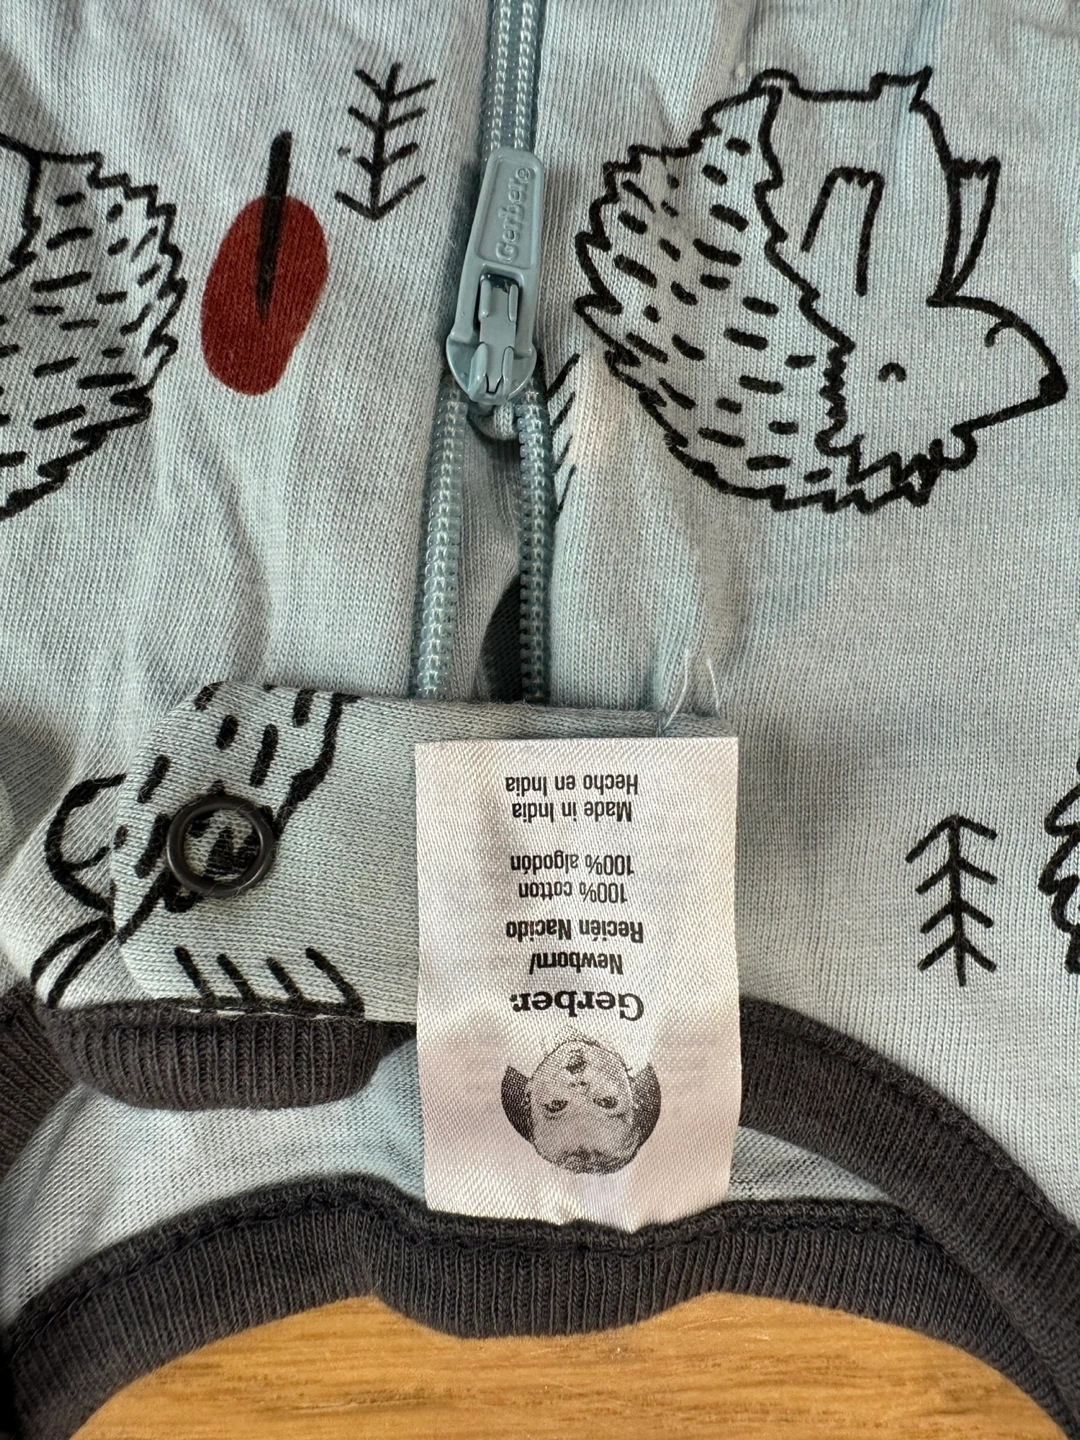 Gerber
Gerber.
Newborn/
Recién Nacido
100% cotton
100% algodón
Made in India
Hecho en India